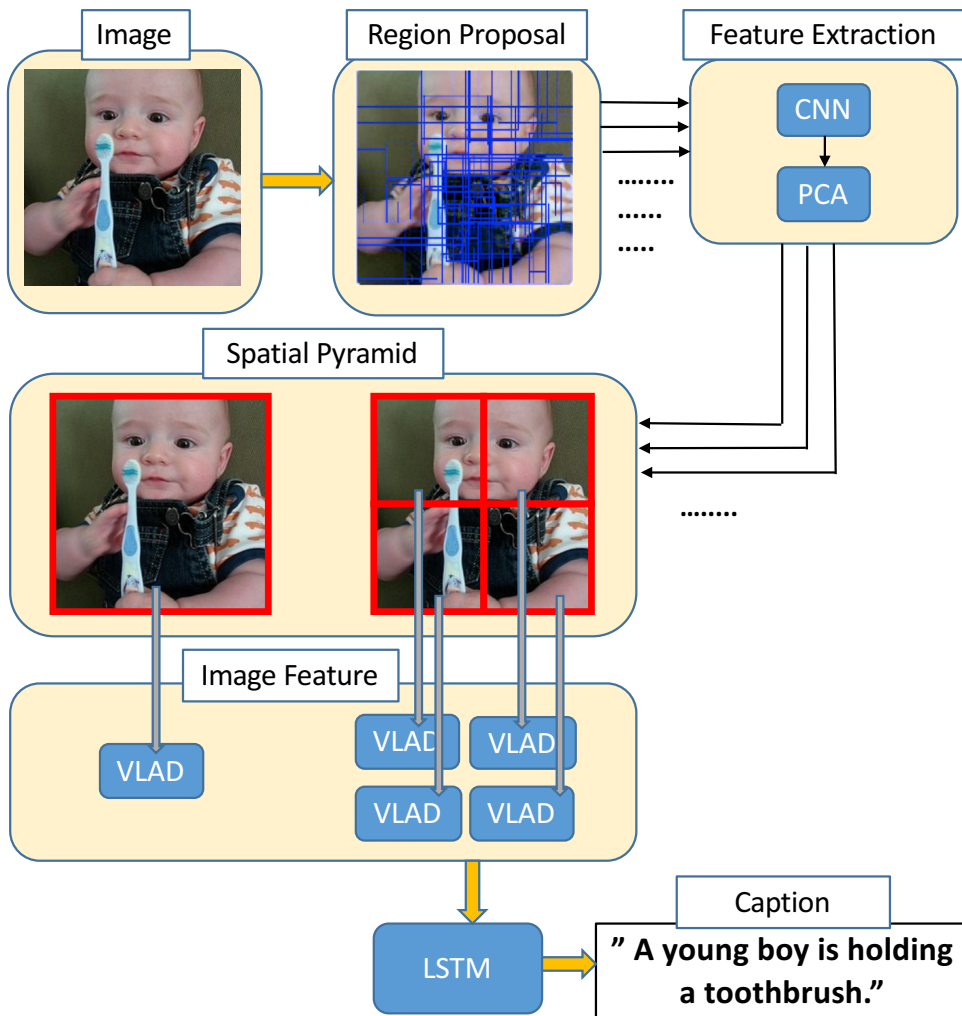 Image
Region Proposal
Feature Extraction
CNN
PCA
.........
......
.....
Spatial Pyramid
........
Image Feature
VLAD
VLAD
VLAD
VLAD
VLAD
LSTM
Caption
” A young boy is holding
a toothbrush.”